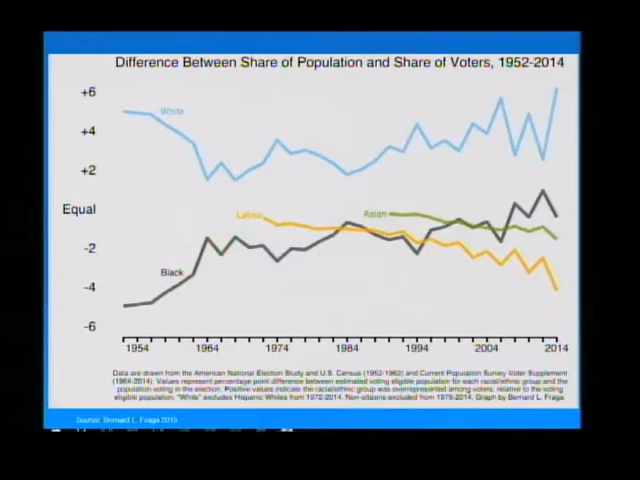 Difference Between Share of Population and Share of Voters, 1952-2014
+6
White
+4
+2
Equal
Latino
Asian
-2
Black
-4
-6
1954 1964 1974 1984 1994 2004 2014
Data are drawn from the American National Election Study and U.S. Census (1952-1962) and Current Population Survey Voter Supplement
(1964-2014). Values represent percentage point difference between estimated voting eligible population for each racial/ethnic group and the
population voting in the election. Positive values indicate the racial/ethnic group was overrepresented among voters, relative to the voting
eligible population. "White" excludes Hispanic Whites from 1972-2014. Non-citizens excluded from 1978-2014. Graph by Bernard L. Fraga.
Source: Bernard L. Fraga 2015